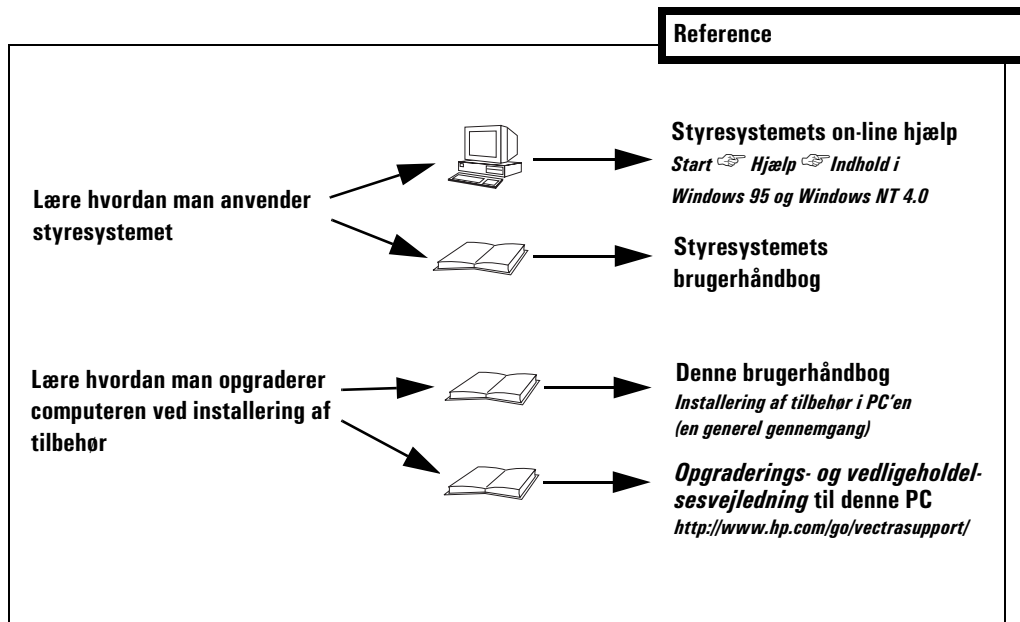 Reference
Lære hvordan man anvender
styresystemet
Styresystemets on-line hjælp
Start ☞ Hjælp ☞ Indhold i
Windows 95 og Windows NT 4.0
Styresystemets
brugerhåndbog
Lære hvordan man opgraderer
computeren ved installering af
tilbehør
Denne brugerhåndbog
Installering af tilbehør i PC‘en
(en generel gennemgang)
Opgraderings- og vedligeholdel-
sesvejledning til denne PC
http://www.hp.com/go/vectrasupport/